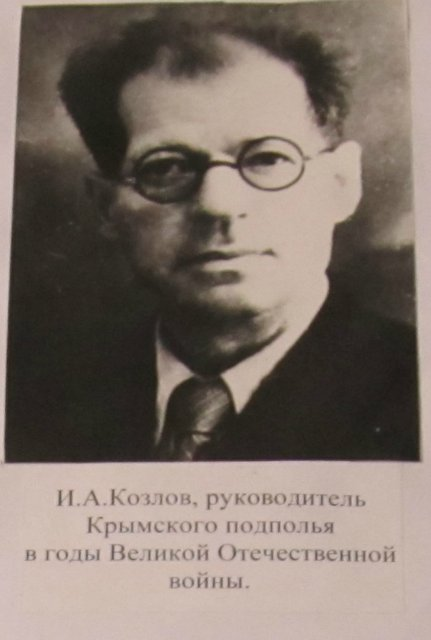 И.А.Козлов, руководитель
Крымского подполья
в годы Великой Отечественной
войны.